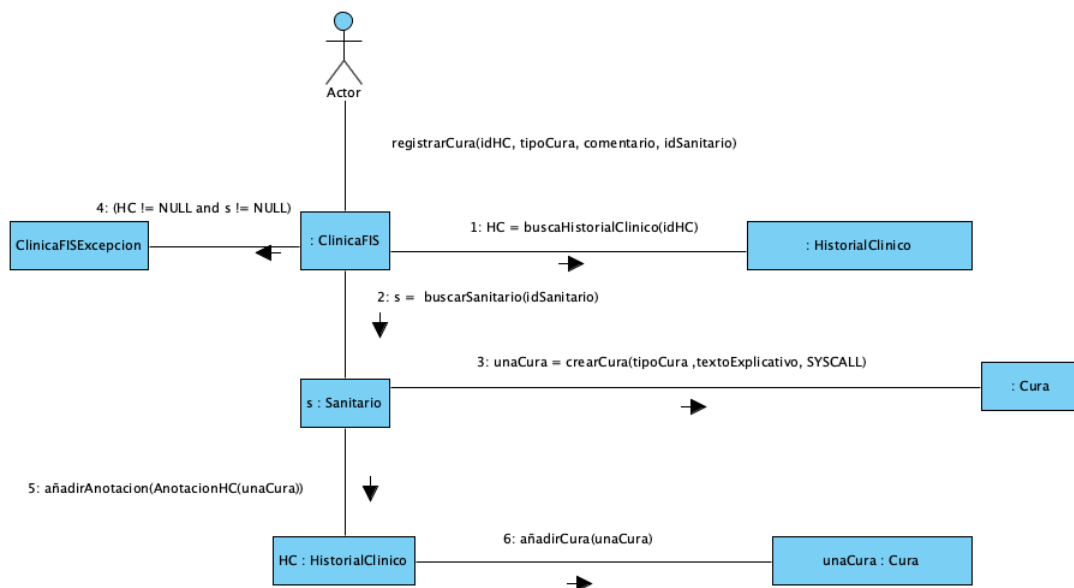 Actor
registrarCura(idHC, tipoCura, comentario, idSanitario)
4: (HC != NULL and s != NULL)
ClinicaFISExcepcion
: ClinicaFIS
1: HC = buscaHistorialClinico(idHC)
: HistorialClinico
2: s =  buscarSanitario(idSanitario)
3: unaCura = crearCura(tipoCura ,textoExplicativo, SYSCALL)
s : Sanitario
: Cura
5: añadirAnotacion(AnotacionHC(unaCura))
6: añadirCura(unaCura)
HC : HistorialClinico
unaCura : Cura